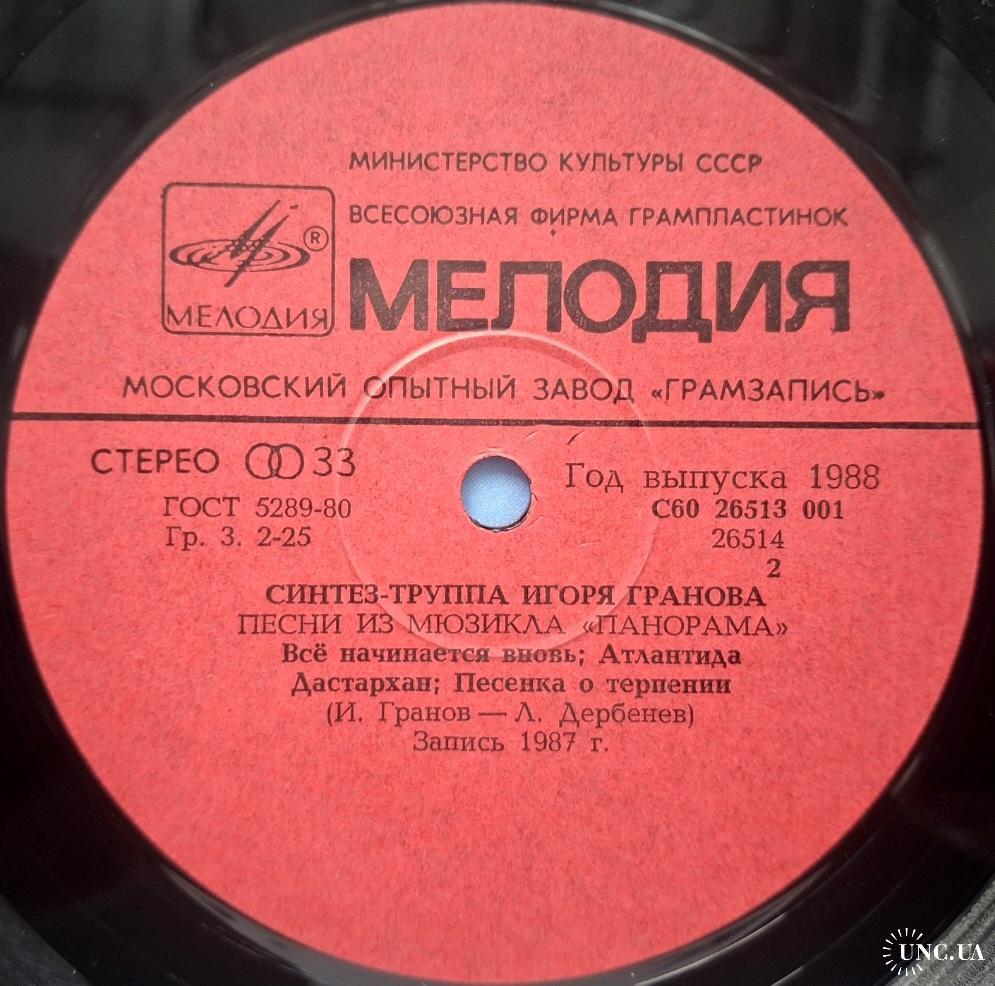 МИНИСТЕРСТВО КУЛЬТУРЫ СССР
ВСЕСОЮЗНАЯ ФИРМА ГРАМПЛАСТИНОК
®
МЕЛОДИЯ
МЕЛОДИЯ
МОСКОВСКИЙ ОПЫТНЫЙ ЗАВОД «ГРАМЗАПИСЬ»
СТЕРЕО 33
Год выпуска 1988
ГОСТ 5289-80
С60 26513 001
Гр. 3. 2-25
26514
2
СИНТЕЗ-ТРУППА ИГОРЯ ГРАНОВА
ПЕСНИ ИЗ МЮЗИКЛА «ПАНОРАМА»
Всё начинается вновь; Атлантида
Дастархан; Песенка о терпении
(И. Гранов — Л. Дербенев)
Запись 1987 г.
UNC.UA